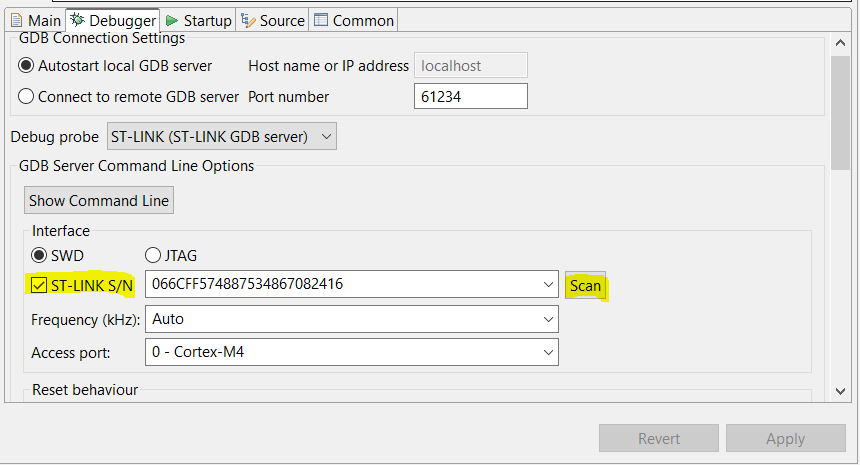 Main Debugger Startup Source Common
GDB Connection Settings
Autostart local GDB server Host name or IP address localhost
Connect to remote GDB server Port number 61234
Debug probe ST-LINK (ST-LINK GDB server)
GDB Server Command Line Options
Show Command Line
Interface
SWD JTAG
ST-LINK S/N 066CFF574887534867082416 Scan
Frequency (kHz): Auto
Access port: 0 - Cortex-M4
Reset behaviour
Revert Apply